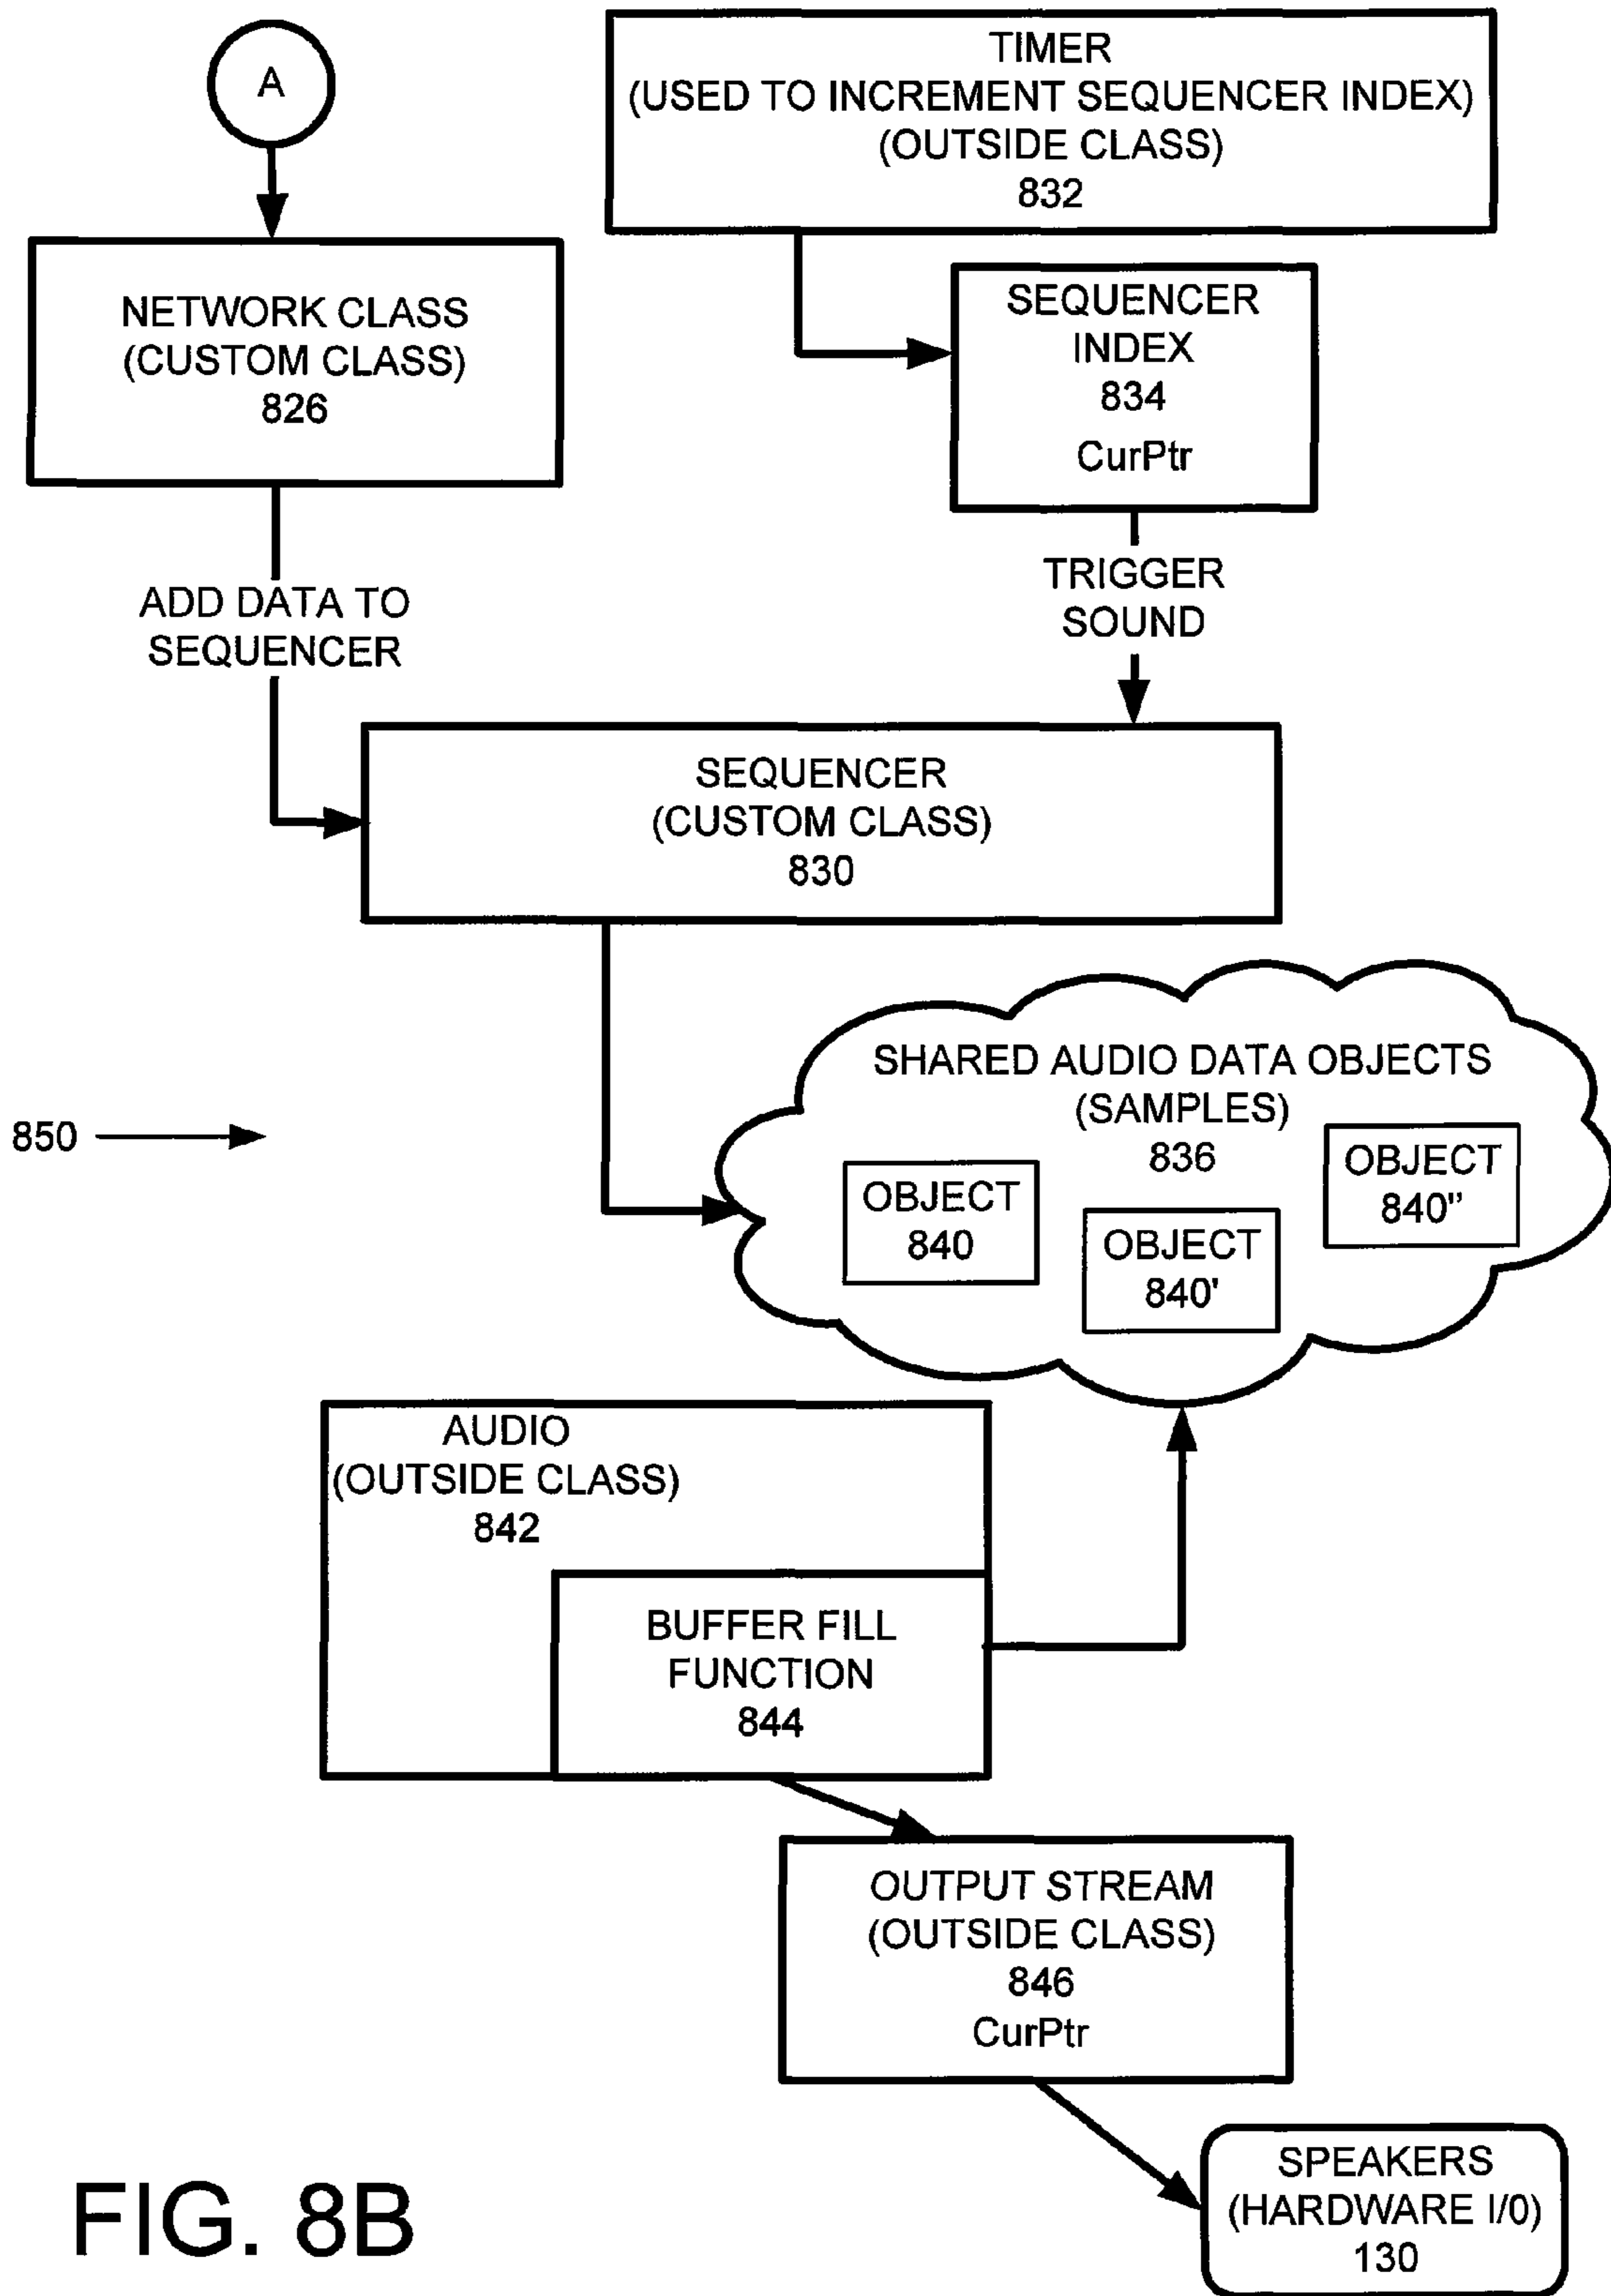 A
TIMER
(USED TO INCREMENT SEQUENCER INDEX)
(OUTSIDE CLASS)
832
NETWORK CLASS
(CUSTOM CLASS)
826
SEQUENCER
INDEX
834
CurPtr
ADD DATA TO
SEQUENCER
TRIGGER
SOUND
SEQUENCER
(CUSTOM CLASS)
830
850
SHARED AUDIO DATA OBJECTS
(SAMPLES)
836
OBJECT
840
OBJECT
840'
OBJECT
840"
AUDIO
(OUTSIDE CLASS)
842
BUFFER FILL
FUNCTION
844
OUTPUT STREAM
(OUTSIDE CLASS)
846
CurPtr
SPEAKERS
(HARDWARE I/0)
130
FIG. 8B